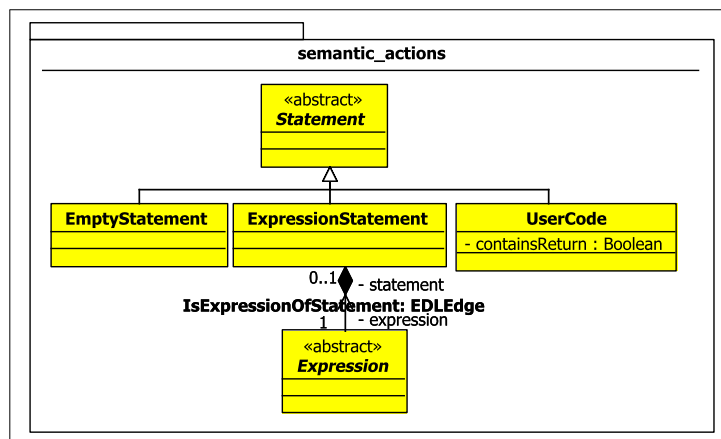 semantic_actions
«abstract»
Statement
EmptyStatement
ExpressionStatement
UserCode
- containsReturn : Boolean
0..1
- statement
IsExpressionOfStatement: EDLEdge
1
- expression
«abstract»
Expression